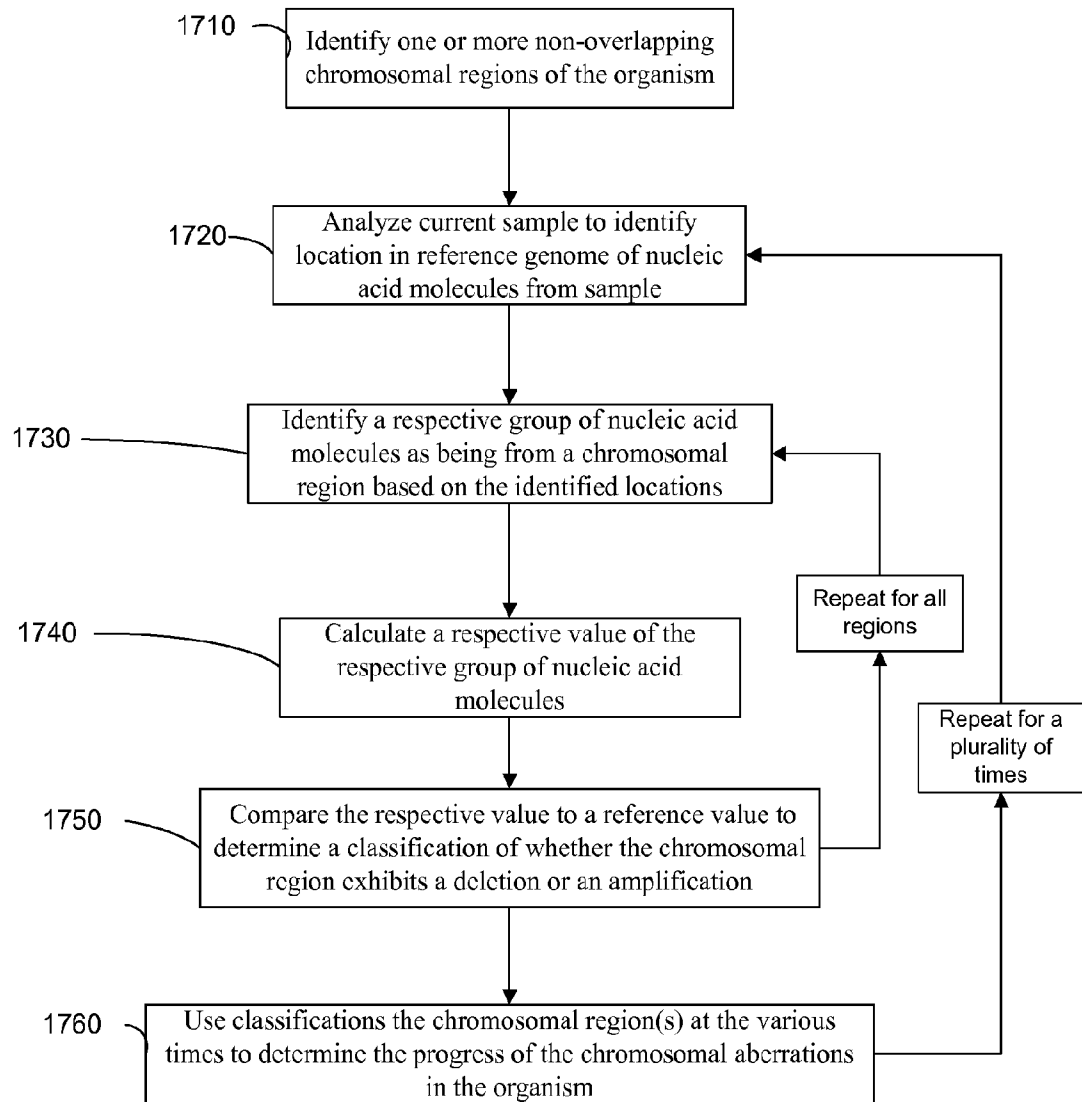 1710
Identify one or more non-overlapping
chromosomal regions of the organism
1720
Analyze current sample to identify
location in reference genome of nucleic
acid molecules from sample
1730
Identify a respective group of nucleic acid
molecules as being from a chromosomal
region based on the identified locations
Repeat for all
regions
1740
Calculate a respective value of the
respective group of nucleic acid
molecules
Repeat for a
plurality of
times
1750
Compare the respective value to a reference value to
determine a classification of whether the chromosomal
region exhibits a deletion or an amplification
1760
Use classifications the chromosomal region(s) at the various
times to determine the progress of the chromosomal aberrations
in the organism